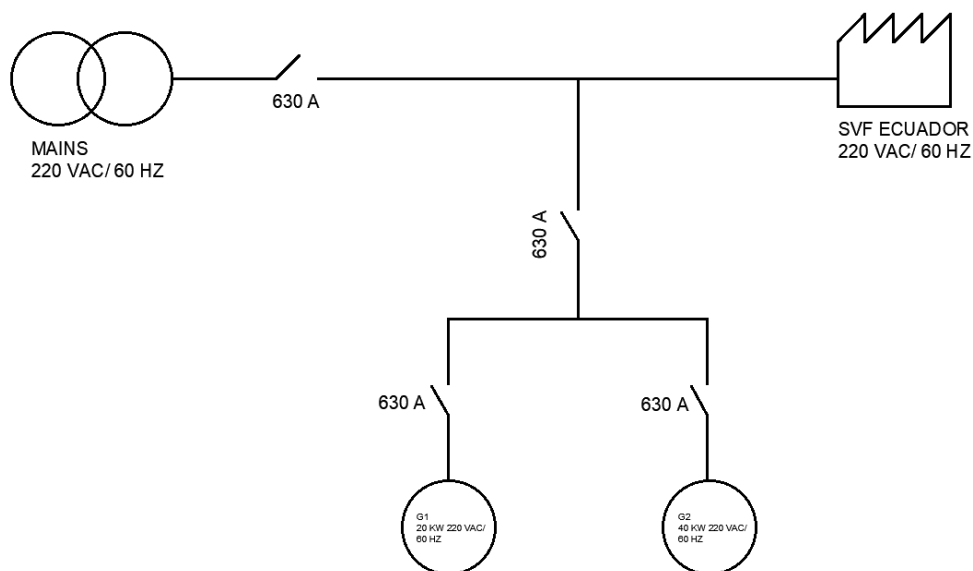 630 A
MAINS
220 VAC/ 60 HZ
SVF ECUADOR
220 VAC/ 60 HZ
630 A
630 A
630 A
G1
20 KW 220 VAC/
60 HZ
G2
40 KW 220 VAC/
60 HZ